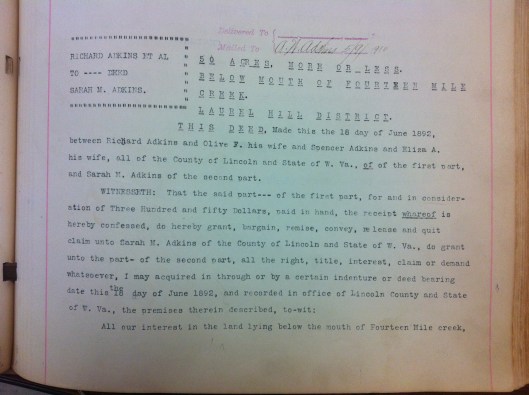 Delivered To
Mailed To A. W. Adkins
RICHARD ADKINS ET AL
TO ---- DEED
SARAH M. ADKINS.
50 ACRES, MORE OR LESS.
BELOW MOUTH OF FOURTEEN MILE
CREEK.
LAUREL HILL DISTRICT.
THIS DEED, Made this the 18 day of June 1892,
between Richard Adkins and Olive F. his wife and Spencer Adkins and Eliza A.
his wife, all of the County of Lincoln and State of W. Va., of of the first part,
and Sarah M. Adkins of the second part.
WITNESSETH: That the said part--- of the first part, for and in consider-
ation of Three Hundred and fifty Dollars, paid in hand, the receipt whereof is
hereby confessed, do hereby grant, bargain, remise, convey, release and quit
claim unto Sarah M. Adkins of the County of Lincoln and State of W. Va., do grant
unto the part- of the second part, all the right, title, interest, claim or demand
whatsoever, I may acquired in through or by a certain indenture or deed bearing
date this the 18 day of June 1892, and recorded in office of Lincoln County and State
of W. Va., the premises therein described, to-wit:
All our interest in the land lying below the mouth of Fourteen Mile creek,